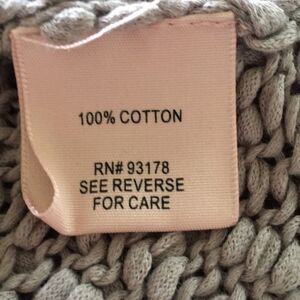 100% COTTON
RN# 93178
SEE REVERSE
FOR CARE